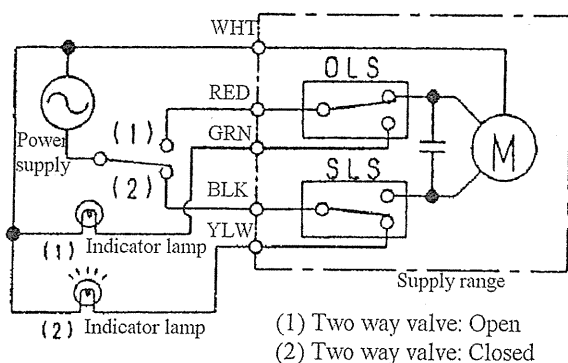 WHT
OLS
RED
(1)
GRN
Power
supply
M
(2)
SLS
BLK
YLW
(1) Indicator lamp
Supply range
(2) Indicator lamp
(1) Two way valve: Open
(2) Two way valve: Closed